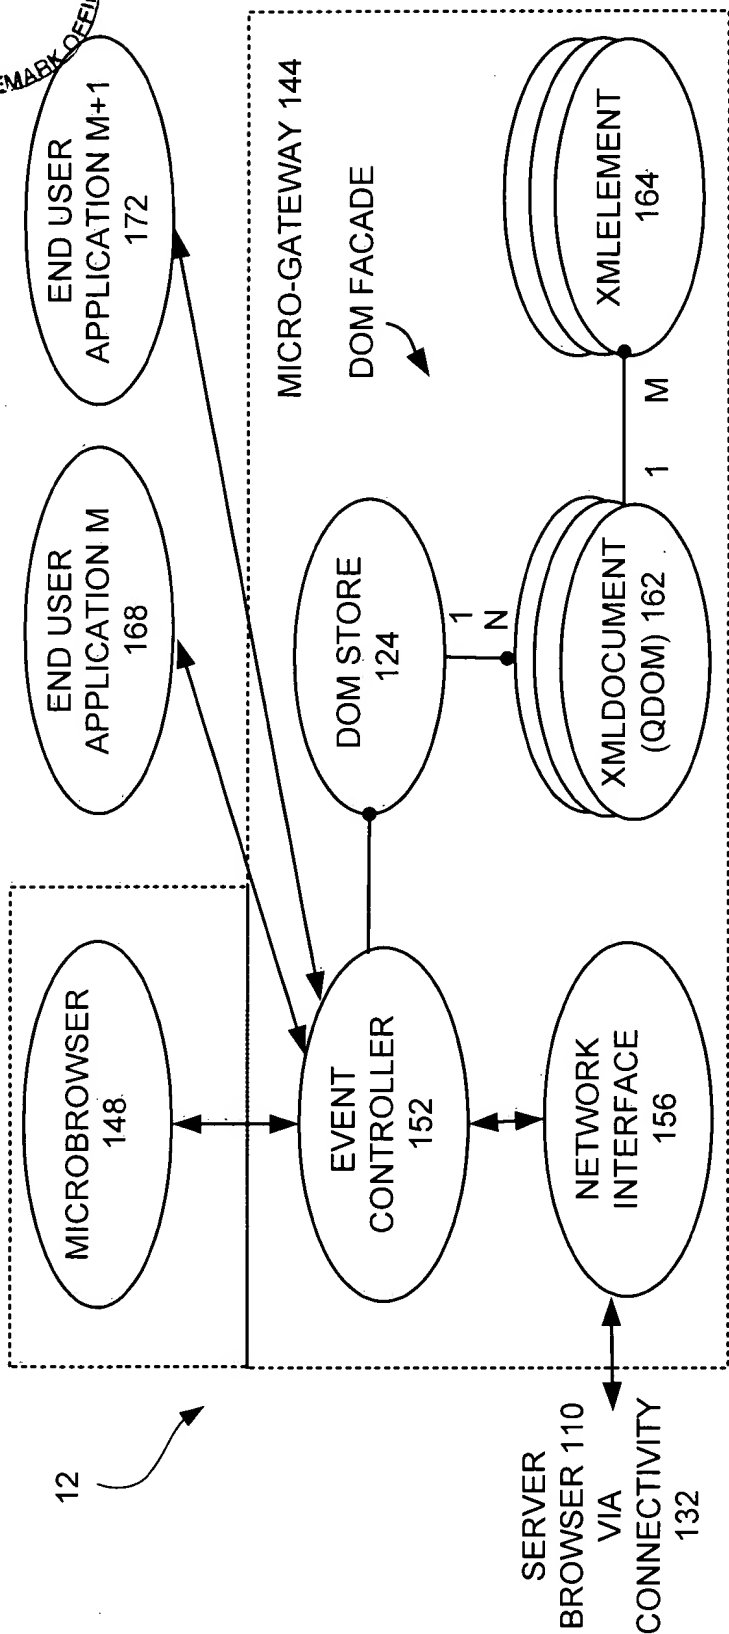 EMARK OFFI
12
MICROBROWSER
148
END USER
APPLICATION M
168
END USER
APPLICATION M+1
172
MICRO-GATEWAY 144
DOM FACADE
EVENT
CONTROLLER
152
DOM STORE
124
1
N
NETWORK
INTERFACE
156
XMLDOCUMENT
(QDOM) 162
1
M
XMLELEMENT
164
SERVER
BROWSER 110
VIA
CONNECTIVITY
132